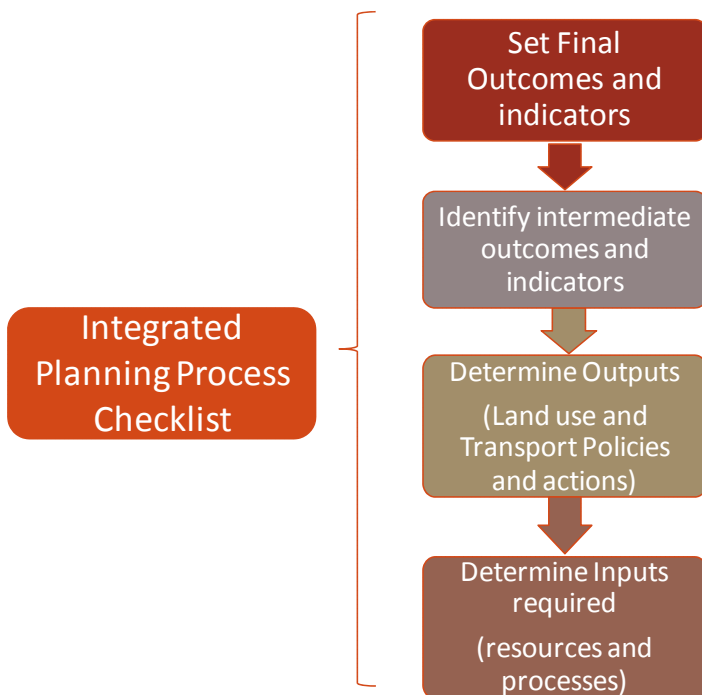 Set Final
Outcomes and
indicators
Identify intermediate
outcomes and
indicators
Integrated
Planning Process
Checklist
Determine Outputs
(Land use and
Transport Policies
and actions)
Determine Inputs
required
(resources and
processes)